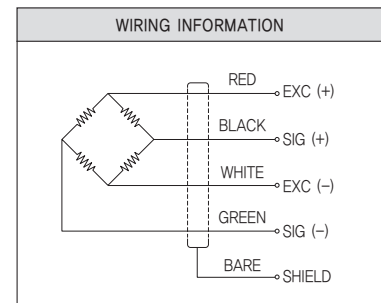 WIRING INFORMATION
RED
EXC (+)
BLACK
SIG (+)
WHITE
EXC (−)
GREEN
SIG (−)
BARE
SHIELD